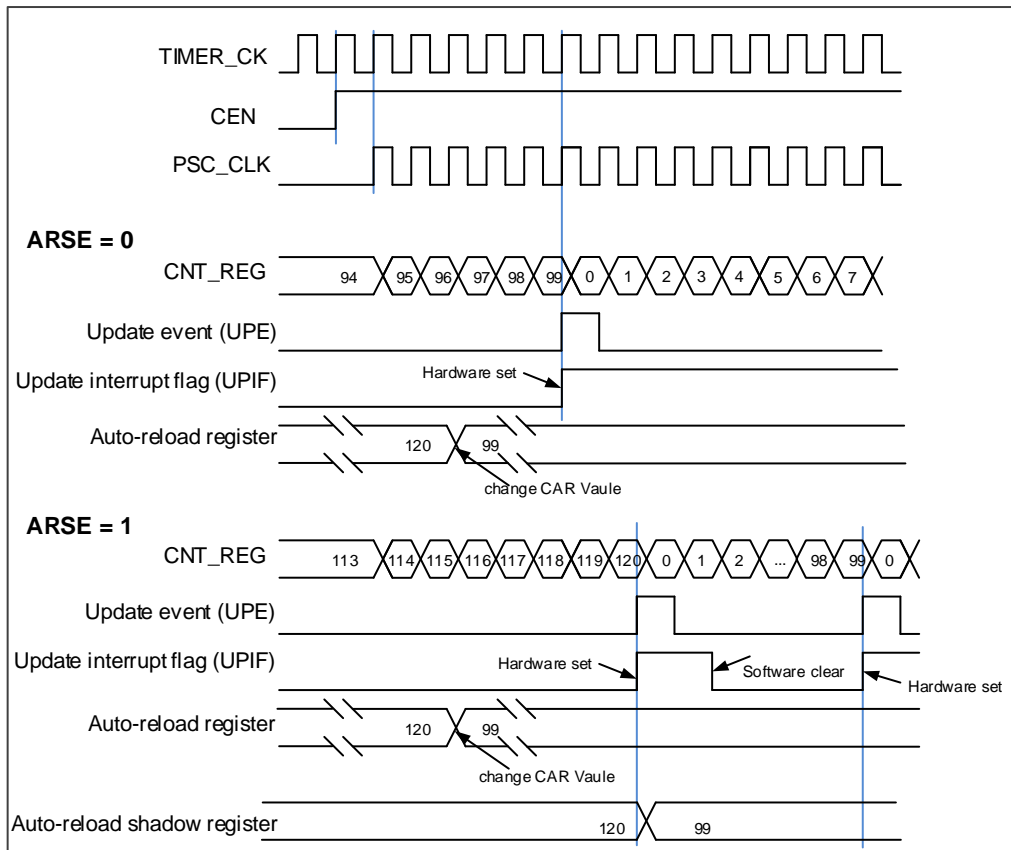 TIMER_CK
CEN
PSC_CLK
ARSE = 0
CNT_REG 94 95 96 97 98 99 0 1 2 3 4 5 6 7
Update event (UPE)
Hardware set
Update interrupt flag (UPIF)
Auto-reload register 120 99
change CAR Vaule
ARSE = 1
CNT_REG 113 114 115 116 117 118 119 120 0 1 2 ... 98 99 0
Update event (UPE)
Update interrupt flag (UPIF) Hardware set Software clear Hardware set
Auto-reload register 120 99
change CAR Vaule
Auto-reload shadow register 120 99